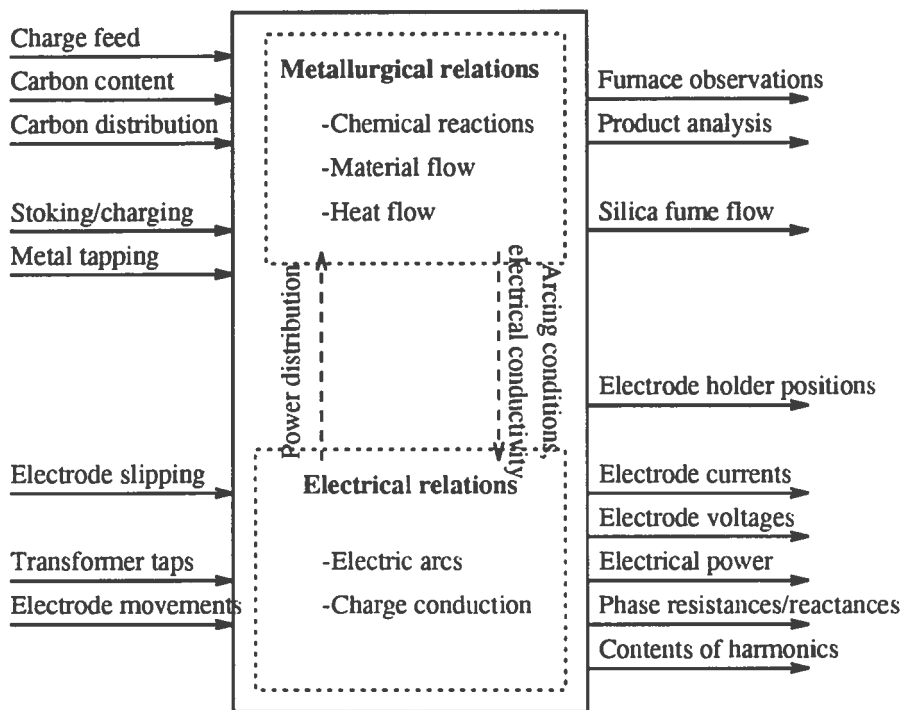 Charge feed
Carbon content
Carbon distribution
Stoking/charging
Metal tapping
Electrode slipping
Transformer taps
Electrode movements
Metallurgical relations
-Chemical reactions
-Material flow
-Heat flow
Power distribution
Arcing conditions,
electrical conductivity
Electrical relations
-Electric arcs
-Charge conduction
Furnace observations
Product analysis
Silica fume flow
Electrode holder positions
Electrode currents
Electrode voltages
Electrical power
Phase resistances/reactances
Contents of harmonics